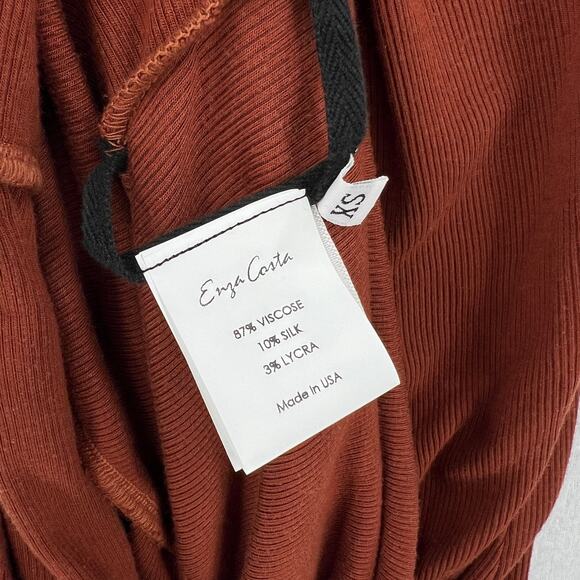 XS
Enza Costa
87% VISCOSE
10% SILK
3% LYCRA
Made in USA